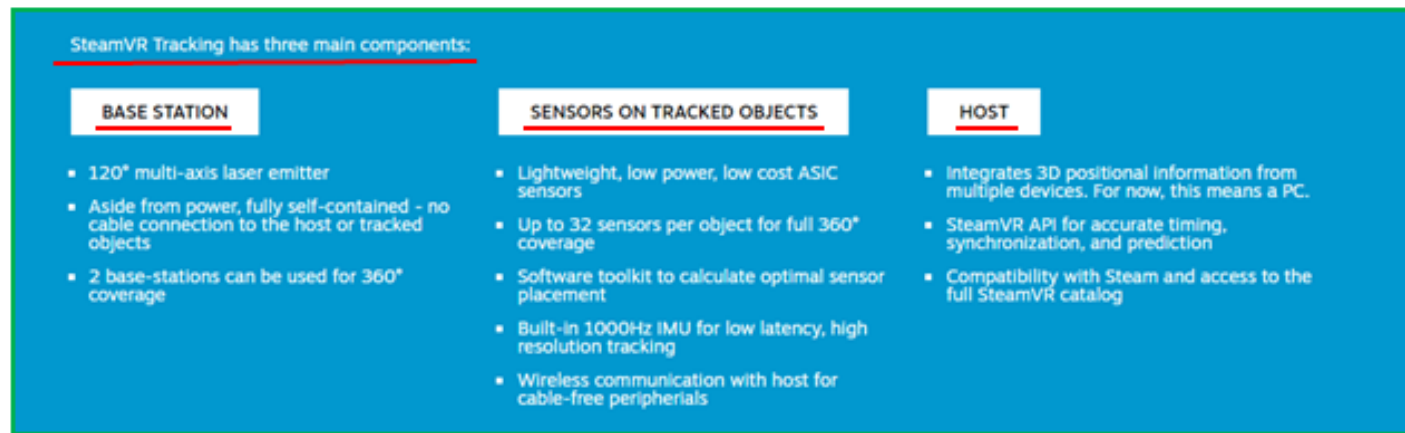 SteamVR Tracking has three main components:
BASE STATION
▪ 120° multi-axis laser emitter
▪ Aside from power, fully self-contained - no
cable connection to the host or tracked
objects
▪ 2 base-stations can be used for 360°
coverage
SENSORS ON TRACKED OBJECTS
▪ Lightweight, low power, low cost ASIC
sensors
▪ Up to 32 sensors per object for full 360°
coverage
▪ Software toolkit to calculate optimal sensor
placement
▪ Built-in 1000Hz IMU for low latency, high
resolution tracking
▪ Wireless communication with host for
cable-free peripherials
HOST
▪ Integrates 3D positional information from
multiple devices. For now, this means a PC.
▪ SteamVR API for accurate timing,
synchronization, and prediction
▪ Compatibility with Steam and access to the
full SteamVR catalog